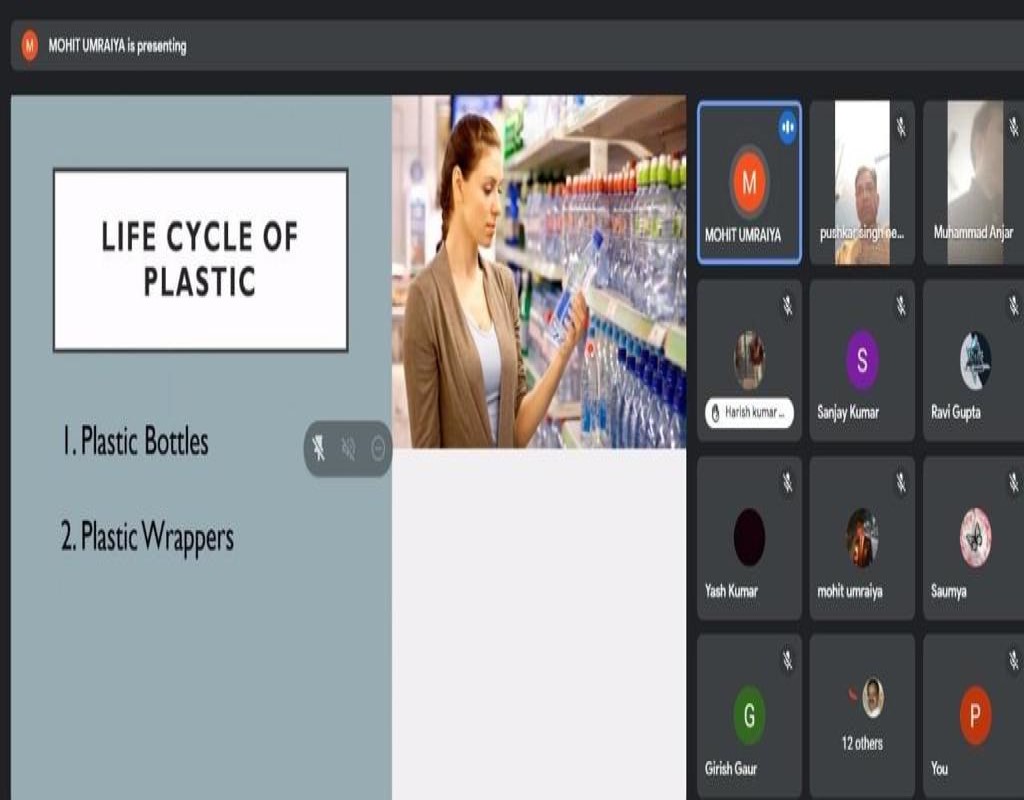 M
MOHIT UMRAIYA is presenting
LIFE CYCLE OF
PLASTIC
1. Plastic Bottles
2. Plastic Wrappers
M
MOHIT UMRAIYA
pushkar singh ne...
Muhammad Anjar
Harish kumar ...
S
Sanjay Kumar
Ravi Gupta
Yash Kumar
mohit umraiya
Saumya
G
Girish Gaur
12 others
P
You